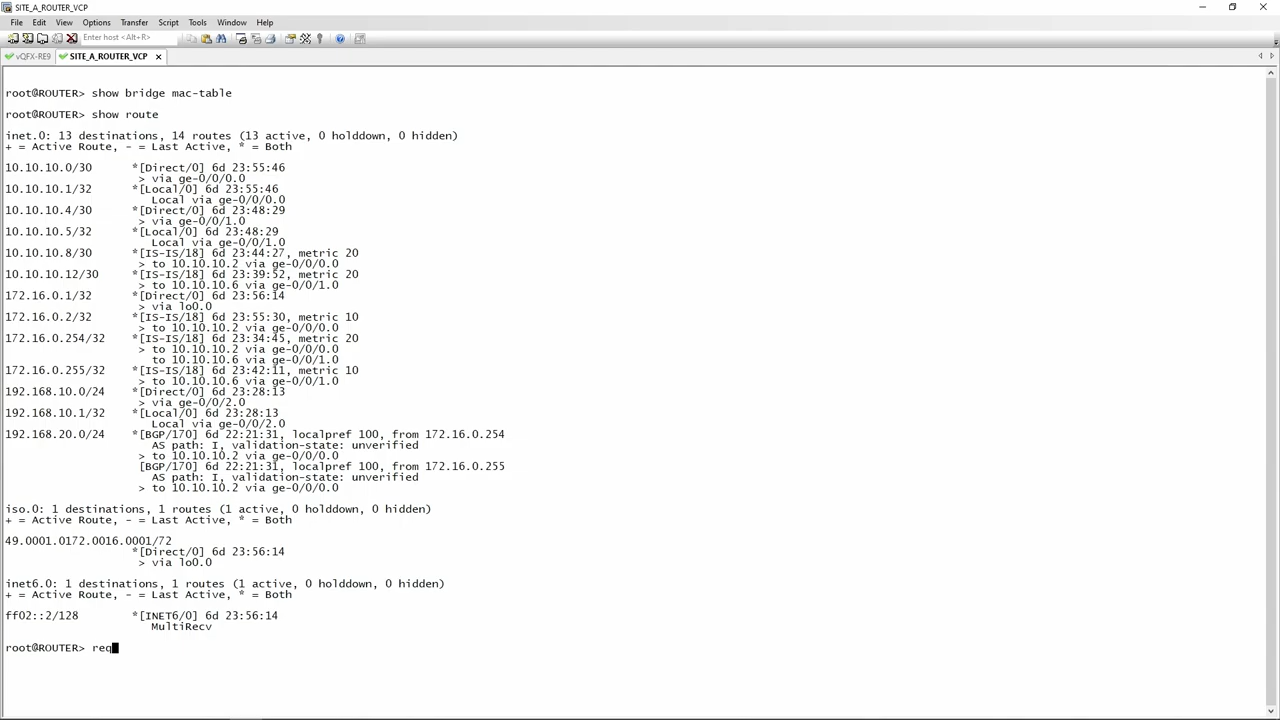 SITE_A_ROUTER_VCP
File Edit View Options Transfer Script Tools Window Help
Enter host <Alt+R>
vQFX-RE9 SITE_A_ROUTER_VCP
root@ROUTER> show bridge mac-table
root@ROUTER> show route
inet.0: 13 destinations, 14 routes (13 active, 0 holddown, 0 hidden)
+ = Active Route, - = Last Active, * = Both
10.10.10.0/30 *[Direct/0] 6d 23:55:46
> via ge-0/0/0.0
10.10.10.1/32 *[Local/0] 6d 23:55:46
Local via ge-0/0/0.0
10.10.10.4/30 *[Direct/0] 6d 23:48:29
> via ge-0/0/1.0
10.10.10.5/32 *[Local/0] 6d 23:48:29
Local via ge-0/0/1.0
10.10.10.8/30 *[IS-IS/18] 6d 23:44:27, metric 20
> to 10.10.10.2 via ge-0/0/0.0
10.10.10.12/30 *[IS-IS/18] 6d 23:39:52, metric 20
> to 10.10.10.6 via ge-0/0/1.0
172.16.0.1/32 *[Direct/0] 6d 23:56:14
> via lo0.0
172.16.0.2/32 *[IS-IS/18] 6d 23:55:30, metric 10
> to 10.10.10.2 via ge-0/0/0.0
172.16.0.254/32 *[IS-IS/18] 6d 23:34:45, metric 20
> to 10.10.10.2 via ge-0/0/0.0
to 10.10.10.6 via ge-0/0/1.0
172.16.0.255/32 *[IS-IS/18] 6d 23:42:11, metric 10
> to 10.10.10.6 via ge-0/0/1.0
192.168.10.0/24 *[Direct/0] 6d 23:28:13
> via ge-0/0/2.0
192.168.10.1/32 *[Local/0] 6d 23:28:13
Local via ge-0/0/2.0
192.168.20.0/24 *[BGP/170] 6d 22:21:31, localpref 100, from 172.16.0.254
AS path: I, validation-state: unverified
> to 10.10.10.2 via ge-0/0/0.0
[BGP/170] 6d 22:21:31, localpref 100, from 172.16.0.255
AS path: I, validation-state: unverified
> to 10.10.10.2 via ge-0/0/0.0
iso.0: 1 destinations, 1 routes (1 active, 0 holddown, 0 hidden)
+ = Active Route, - = Last Active, * = Both
49.0001.0172.0016.0001/72
*[Direct/0] 6d 23:56:14
> via lo0.0
inet6.0: 1 destinations, 1 routes (1 active, 0 holddown, 0 hidden)
+ = Active Route, - = Last Active, * = Both
ff02::2/128 *[INET6/0] 6d 23:56:14
MultiRecv
root@ROUTER> req